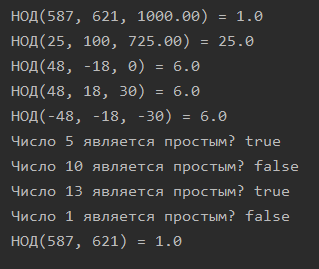 НОД(587, 621, 1000.00) = 1.0
НОД(25, 100, 725.00) = 25.0
НОД(48, -18, 0) = 6.0
НОД(48, 18, 30) = 6.0
НОД(-48, -18, -30) = 6.0
Число 5 является простым? true
Число 10 является простым? false
Число 13 является простым? true
Число 1 является простым? false
НОД(587, 621) = 1.0